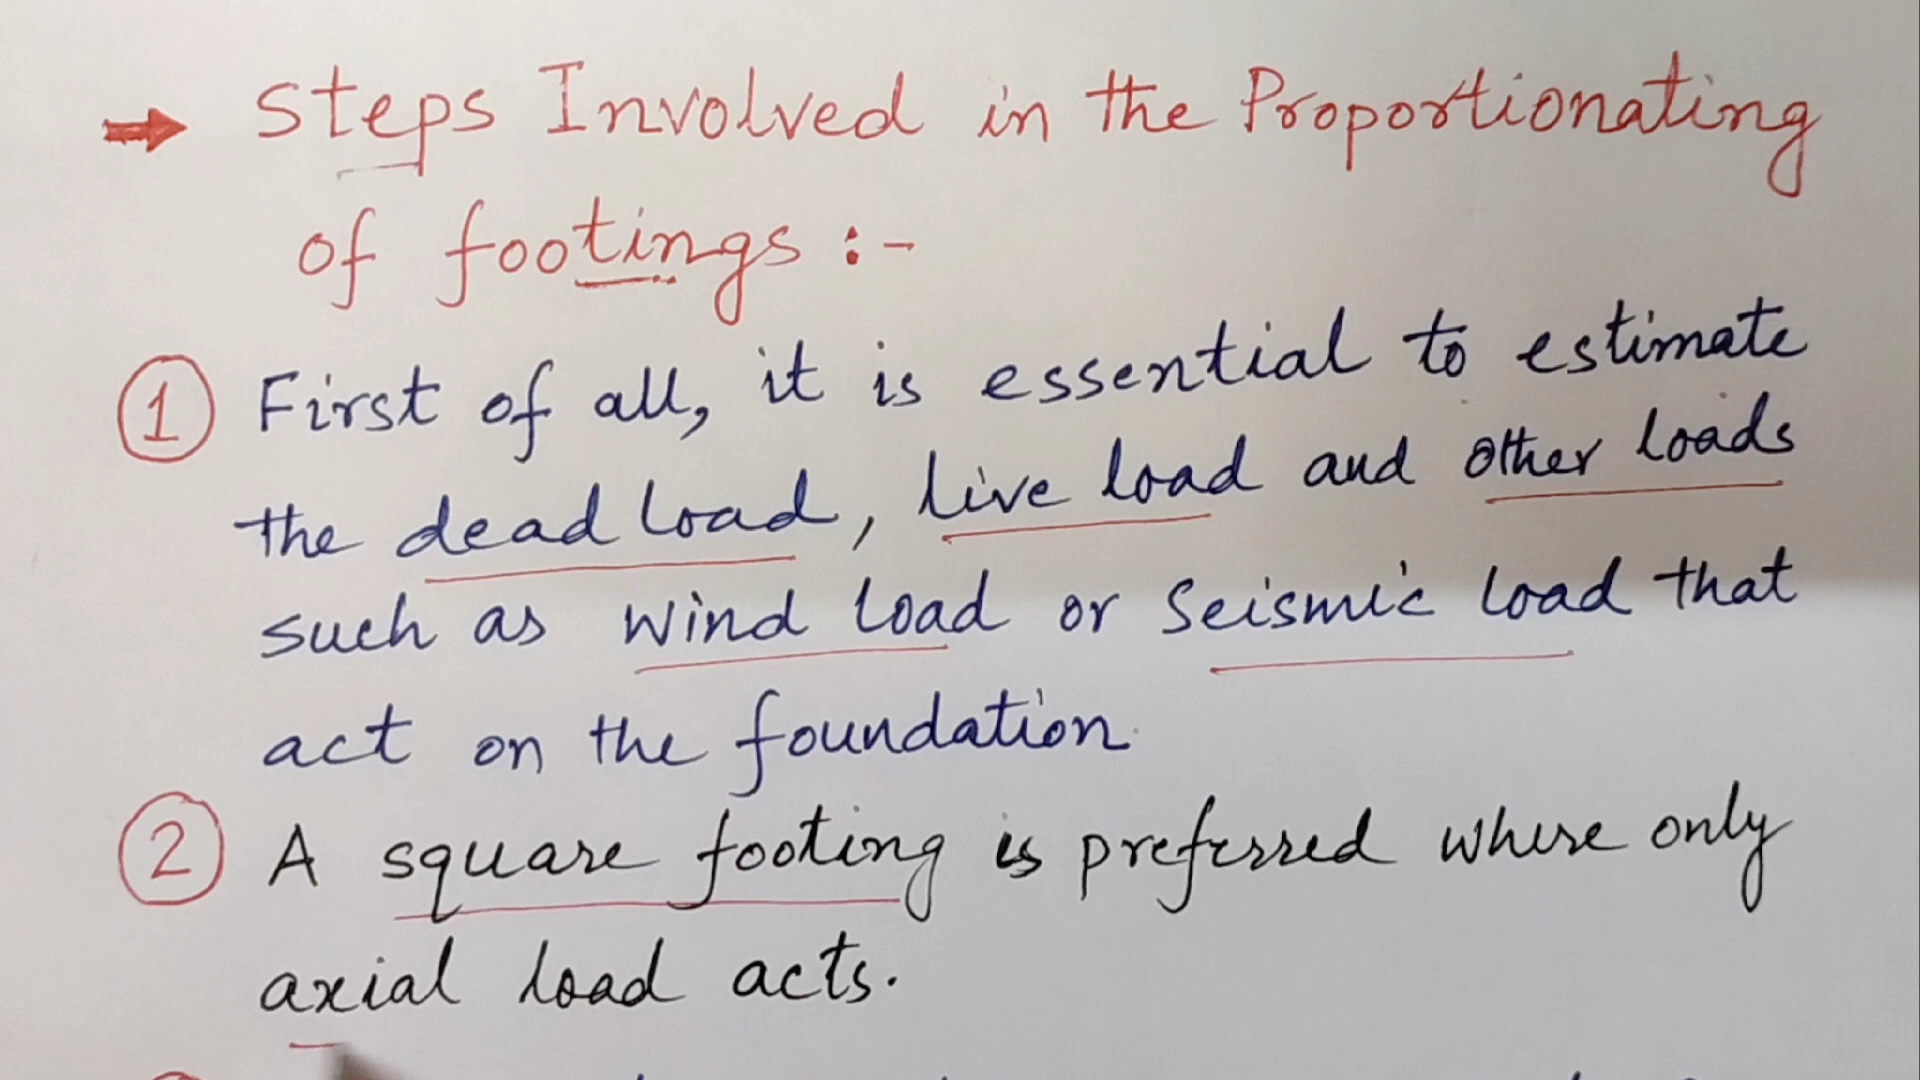 → Steps Involved in the Proportionating
of footings :-
① First of all, it is essential to estimate
the dead load, live load and other loads
such as wind load or seismic load that
act on the foundation.
② A square footing is preferred where only
axial load acts.